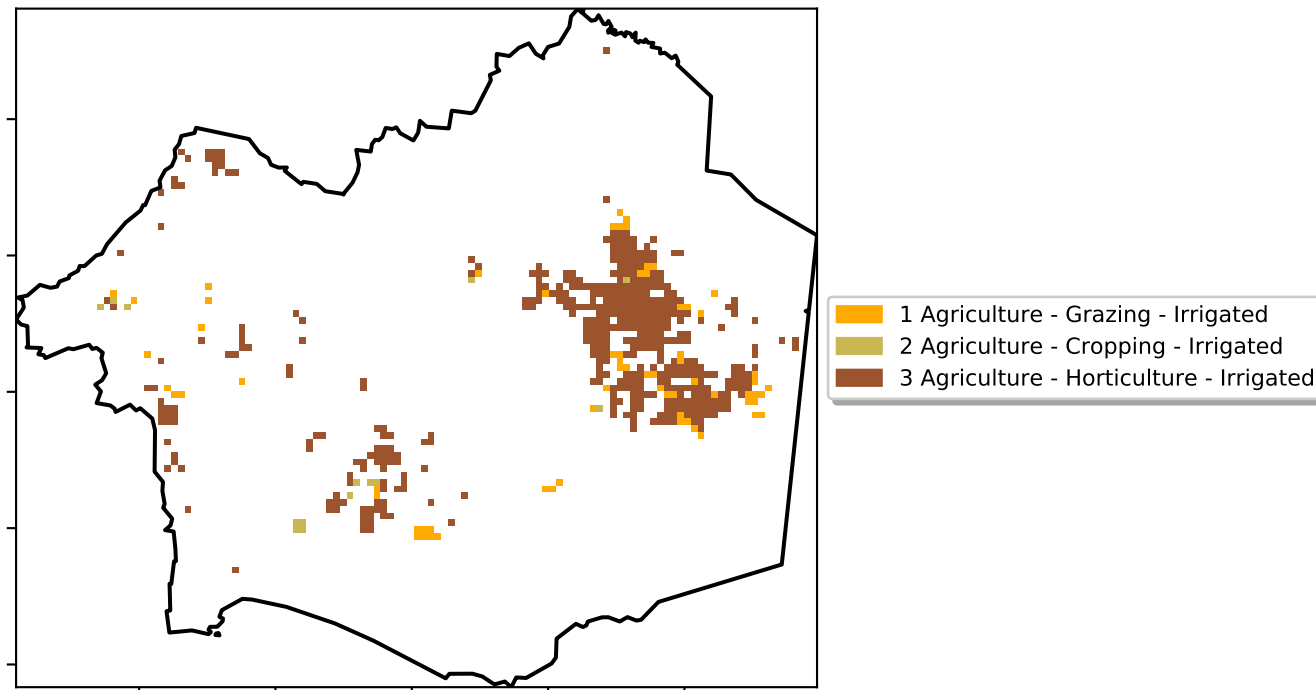 1 Agriculture - Grazing - Irrigated
2 Agriculture - Cropping - Irrigated
3 Agriculture - Horticulture - Irrigated